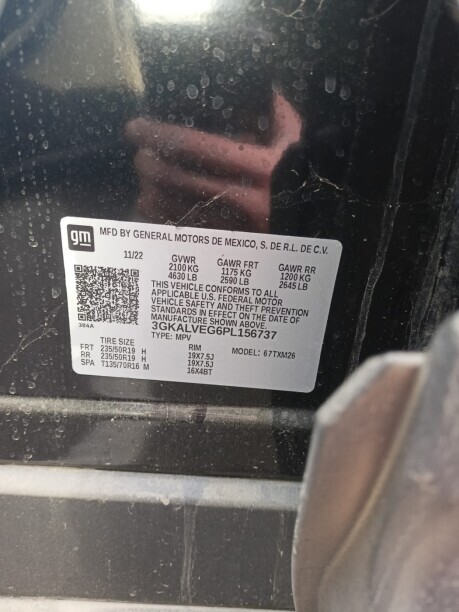 gm MFD BY GENERAL MOTORS DE MEXICO, S. DE R.L. DE C.V.
11/22 GVWR GAWR FRT GAWR RR
2100 KG 1175 KG 1200 KG
4630 LB 2590 LB 2645 LB
THIS VEHICLE CONFORMS TO ALL
APPLICABLE U.S. FEDERAL MOTOR
VEHICLE SAFETY AND THEFT PREVENTION
STANDARDS IN EFFECT ON THE DATE OF
MANUFACTURE SHOWN ABOVE.
3GKALVEG6PL156737
384A
TYPE: MPV
TIRE SIZE RIM MODEL: 67TXM26
FRT 235/50R19 H 19X7.5J
RR 235/50R19 H 19X7.5J
SPA T135/70R16 M 16X4BT